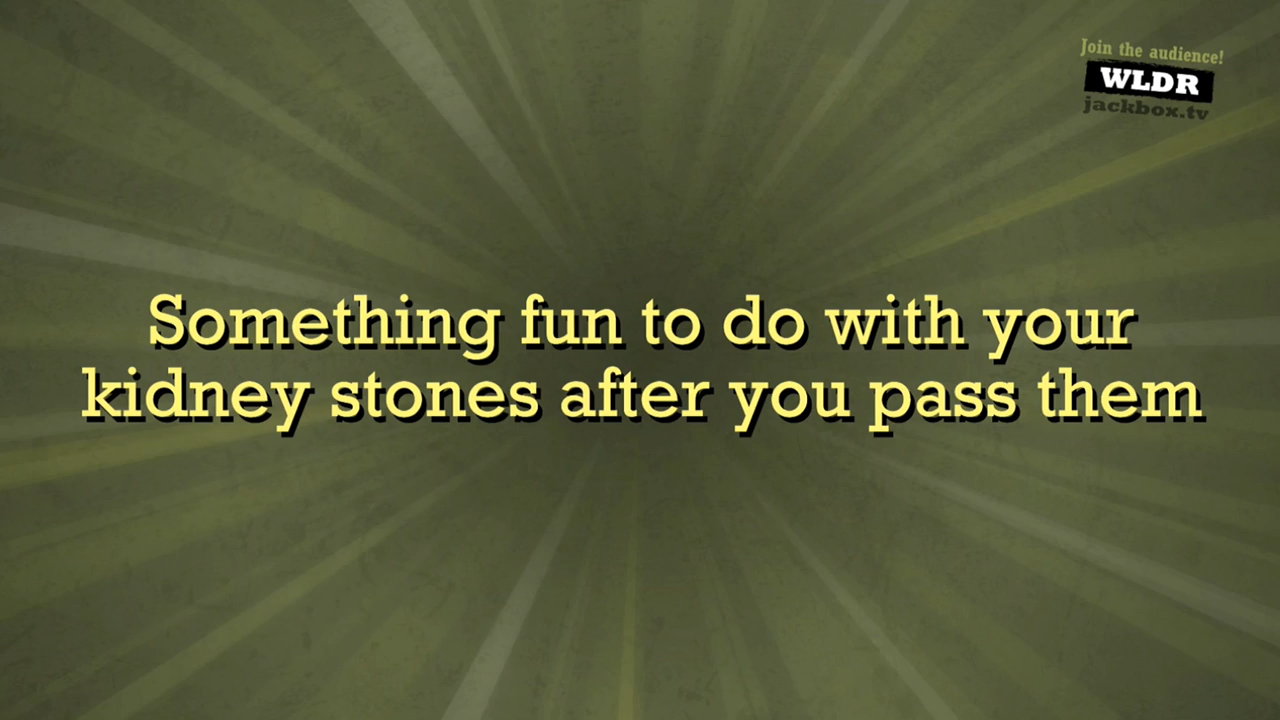 Join the audience!
WLDR
jackbox.tv
Something fun to do with your
kidney stones after you pass them